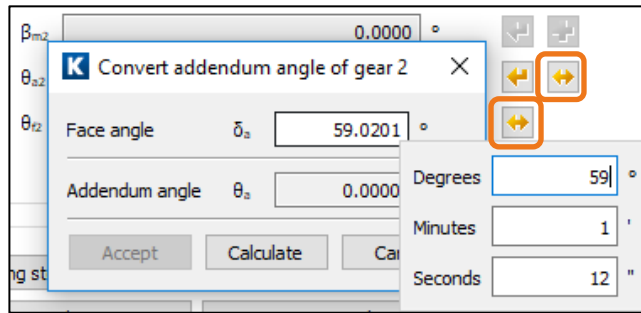 βm2 0.0000 °
K Convert addendum angle of gear 2
θa2
Face angle δa 59.0201 °
θf2
Degrees 59 °
Addendum angle θa 0.0000
Minutes 1 '
Accept Calculate
Seconds 12 "